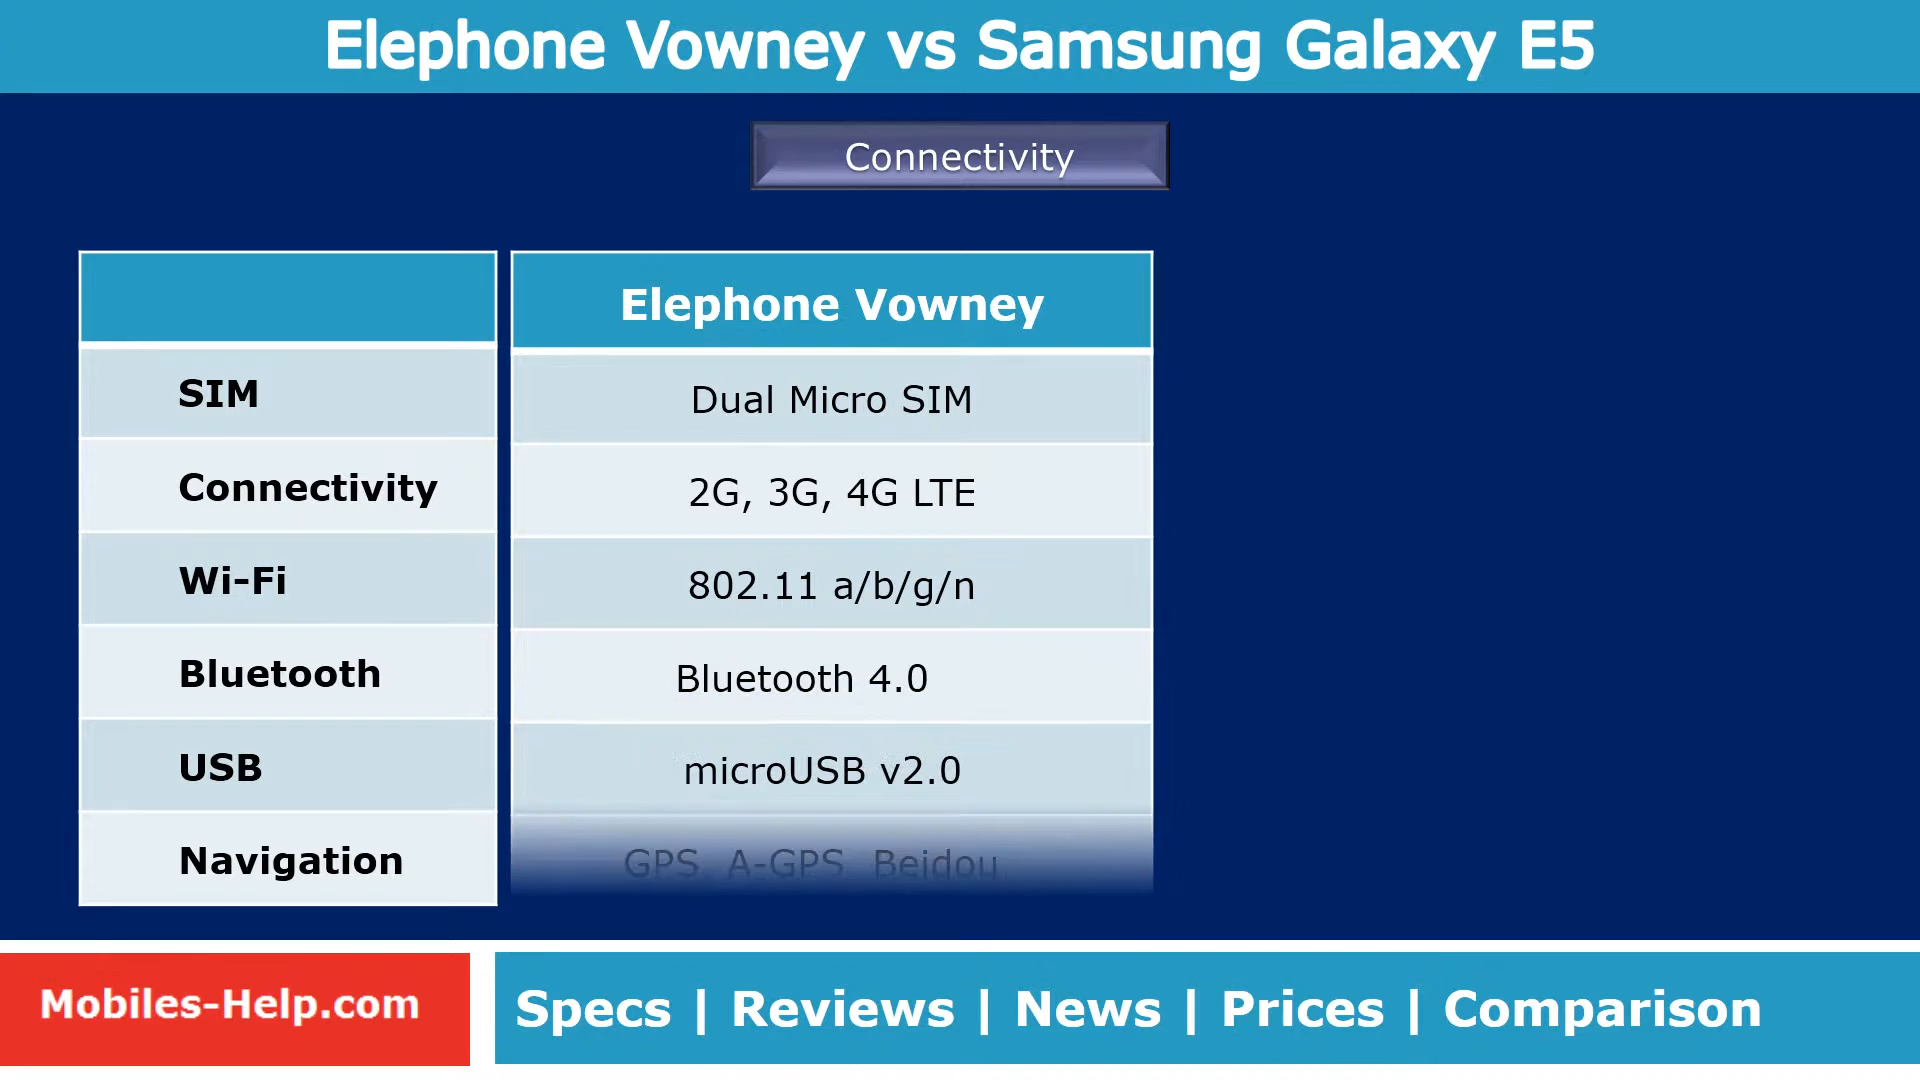 Elephone Vowney vs Samsung Galaxy E5
Connectivity
Elephone Vowney
SIM Dual Micro SIM
Connectivity 2G, 3G, 4G LTE
Wi-Fi 802.11 a/b/g/n
Bluetooth Bluetooth 4.0
USB microUSB v2.0
Navigation GPS, A-GPS, Beidou
Mobiles-Help.com
Specs | Reviews | News | Prices | Comparison